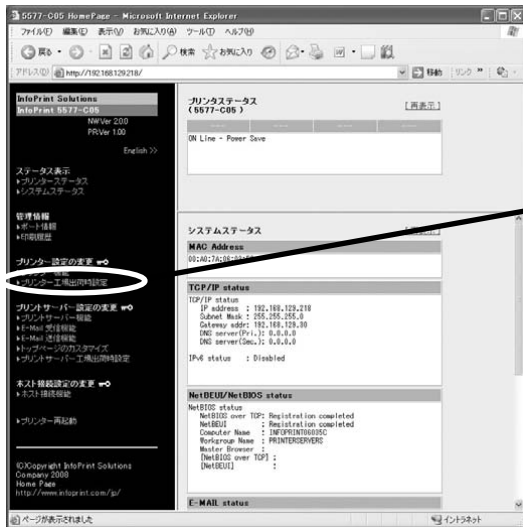 5577-C05 HomePage - Microsoft Internet Explorer
ファイル(F) 編集(E) 表示(V) お気に入り(A) ツール(T) ヘルプ(H)
戻る 検索 お気に入り
アドレス(D) http://192.168.129.218/ 移動 リンク
InfoPrint Solutions
InfoPrint 5577-C05
NWVer 2.00
PRVer 1.00
English >>
ステータス表示
プリンターステータス
システムステータス
管理情報
ポート情報
印刷履歴
プリンター設定の変更
プリンター機能
プリンター工場出荷時設定
プリントサーバー設定の変更
プリントサーバー機能
E-Mail 受信機能
E-Mail 送信機能
トップページのカスタマイズ
プリントサーバー工場出荷時設定
ホスト接続設定の変更
ホスト接続機能
プリンター再起動
(C)Copyright InfoPrint Solutions
Company 2008
Home Page
http://www.infoprint.com/jp/
プリンタステータス
(5577-C05)
[再表示]
ON Line - Power Save
システムステータス
MAC Address
TCP/IP status
TCP/IP status
IP address : 192.168.129.218
Subnet Mask : 255.255.255.0
Gateway addr: 192.168.129.30
DNS server(Pri.): 0.0.0.0
DNS server(Sec.): 0.0.0.0
IPv6 status : Disabled
NetBEUI/NetBIOS status
NetBIOS status
NetBIOS over TCP: Registration completed
NetBEUI : Registration completed
Computer Name : INFOPRINT06035C
Workgroup Name : PRINTERSERVERS
Master Browser :
[NetBIOS over TCP] :
[NetBEUI] :
E-MAIL status
ページが表示されました
イントラネット